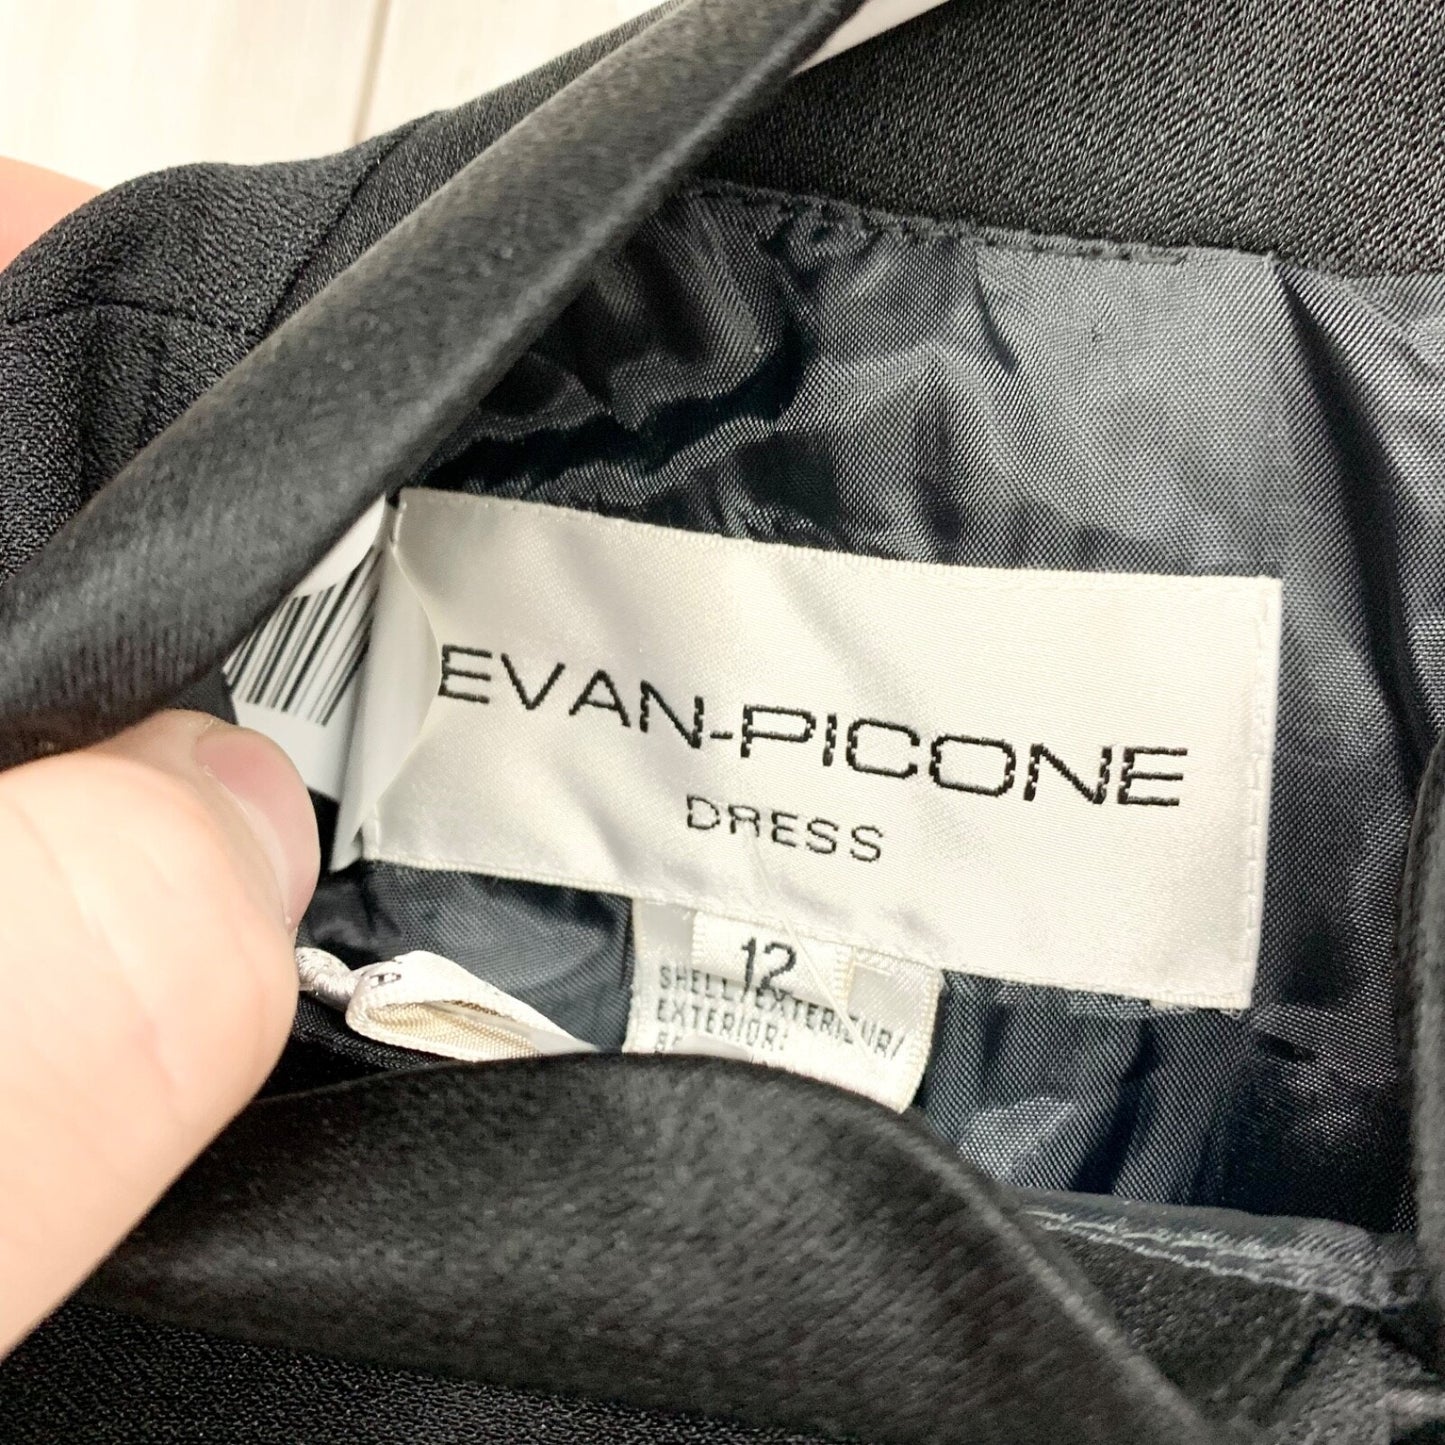 EVAN-PICONE
DRESS
12
SHELL/EXTERIEUR/
EXTERIOR: